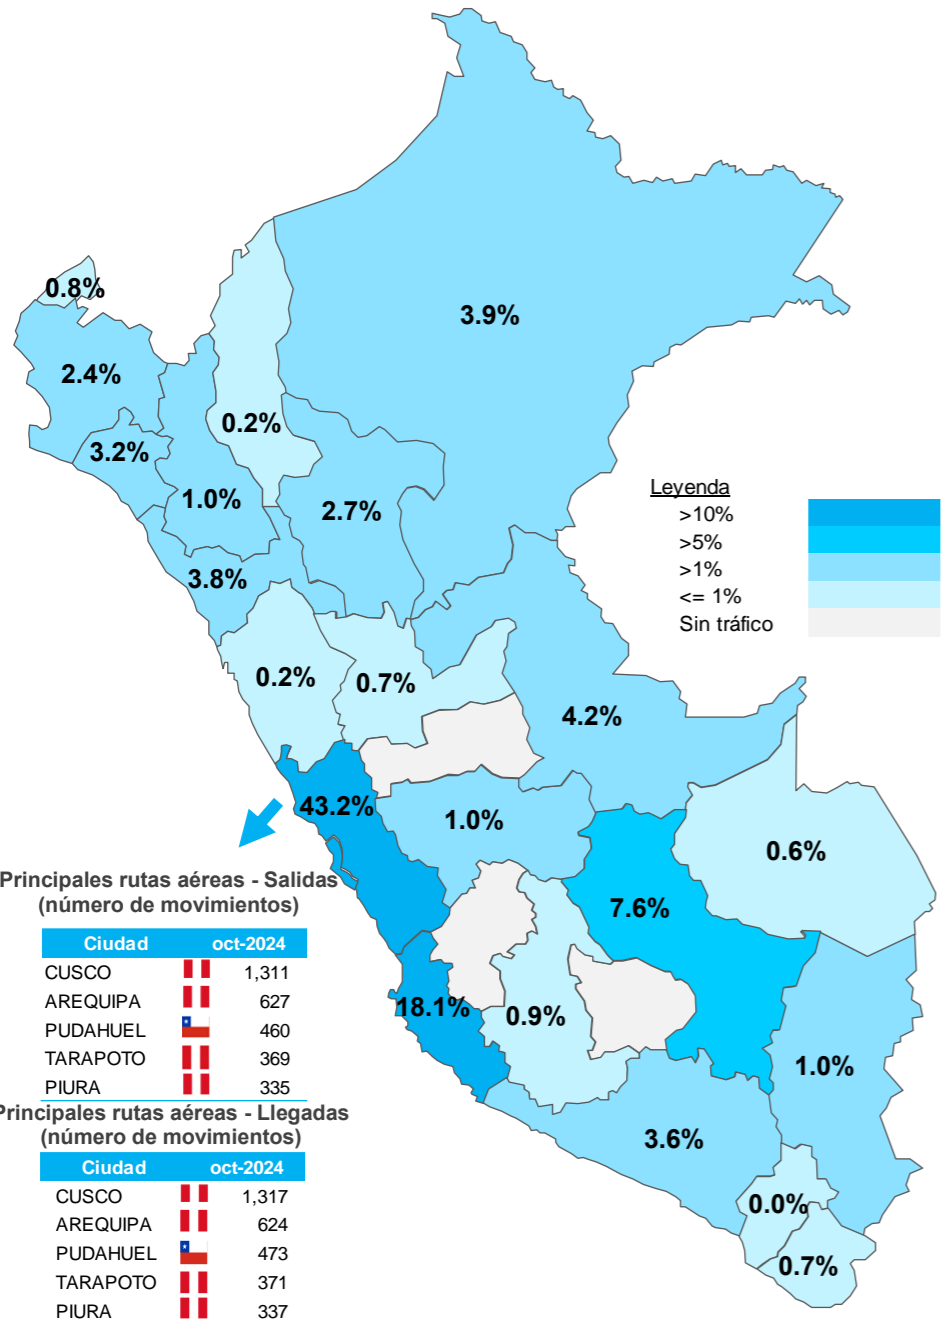 0.8%
3.9%
2.4%
0.2%
3.2%
1.0%
2.7%
Leyenda
>10%
>5%
>1%
<= 1%
Sin tráfico
3.8%
0.2%
0.7%
4.2%
43.2%
1.0%
0.6%
7.6%
18.1%
0.9%
1.0%
3.6%
0.0%
0.7%
Principales rutas aéreas - Salidas
(número de movimientos)
Ciudad oct-2024
CUSCO 1,311
AREQUIPA 627
PUDAHUEL 460
TARAPOTO 369
PIURA 335
Principales rutas aéreas - Llegadas
(número de movimientos)
Ciudad oct-2024
CUSCO 1,317
AREQUIPA 624
PUDAHUEL 473
TARAPOTO 371
PIURA 337